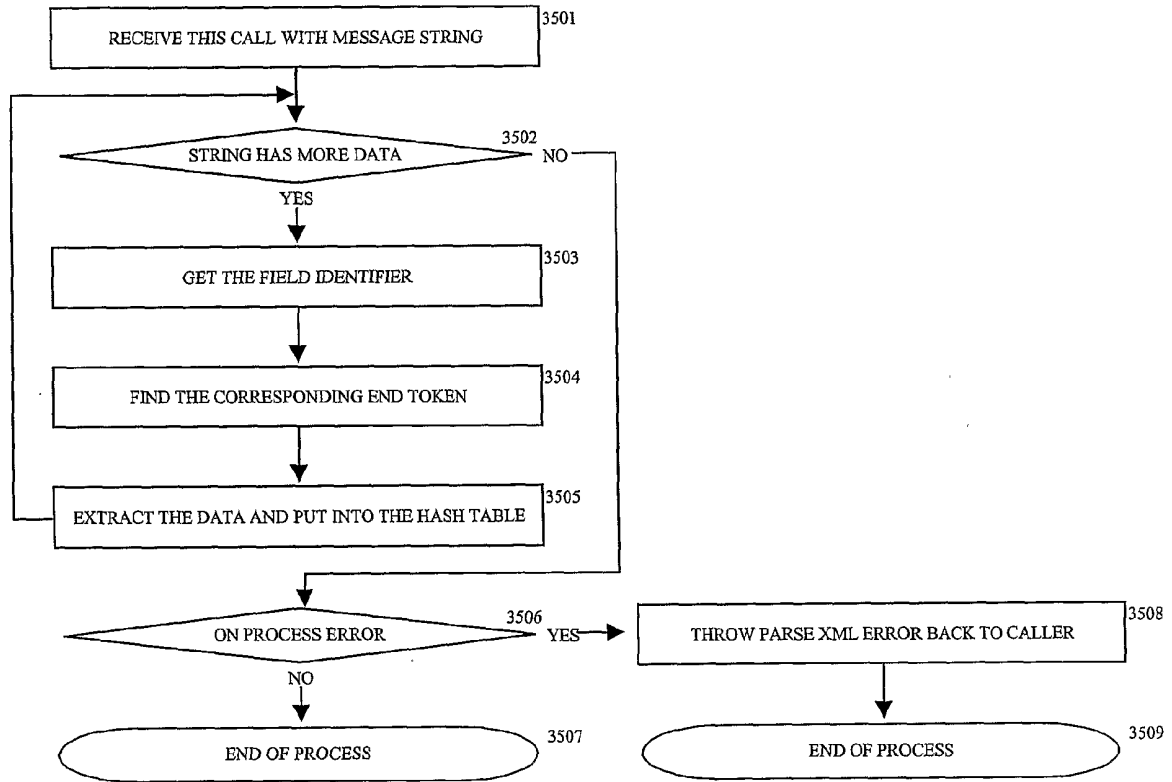 3501
RECEIVE THIS CALL WITH MESSAGE STRING
3502
STRING HAS MORE DATA
NO
YES
3503
GET THE FIELD IDENTIFIER
3504
FIND THE CORRESPONDING END TOKEN
3505
EXTRACT THE DATA AND PUT INTO THE HASH TABLE
3506
ON PROCESS ERROR
YES
3508
THROW PARSE XML ERROR BACK TO CALLER
NO
3507
END OF PROCESS
3509
END OF PROCESS